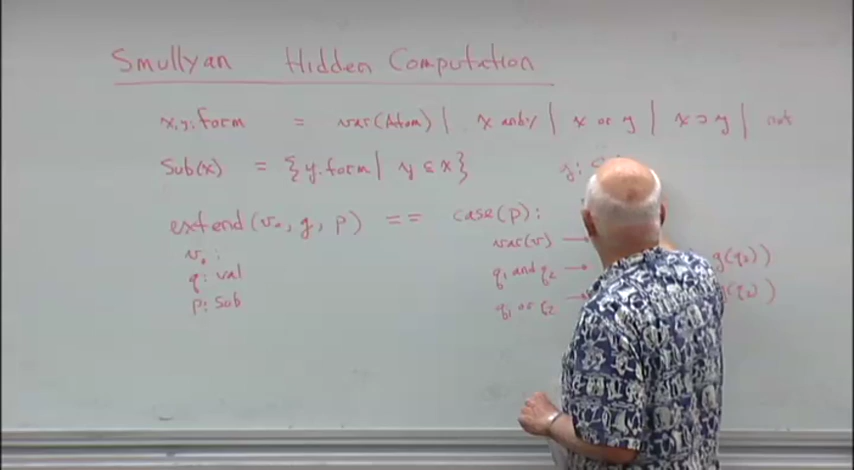 Smullyan Hidden Computation
x,y: form = var(Atom) | x and y | x or y | x ⊃ y | not
Sub(x) = {y:form | y ⊆ x} g:
extend(v₀, g, p) == case(p):
v₀: var(v) →
g: val q₁ and q₂ → g(q₂))
p: Sub q₁ or q₂ → (q₂))